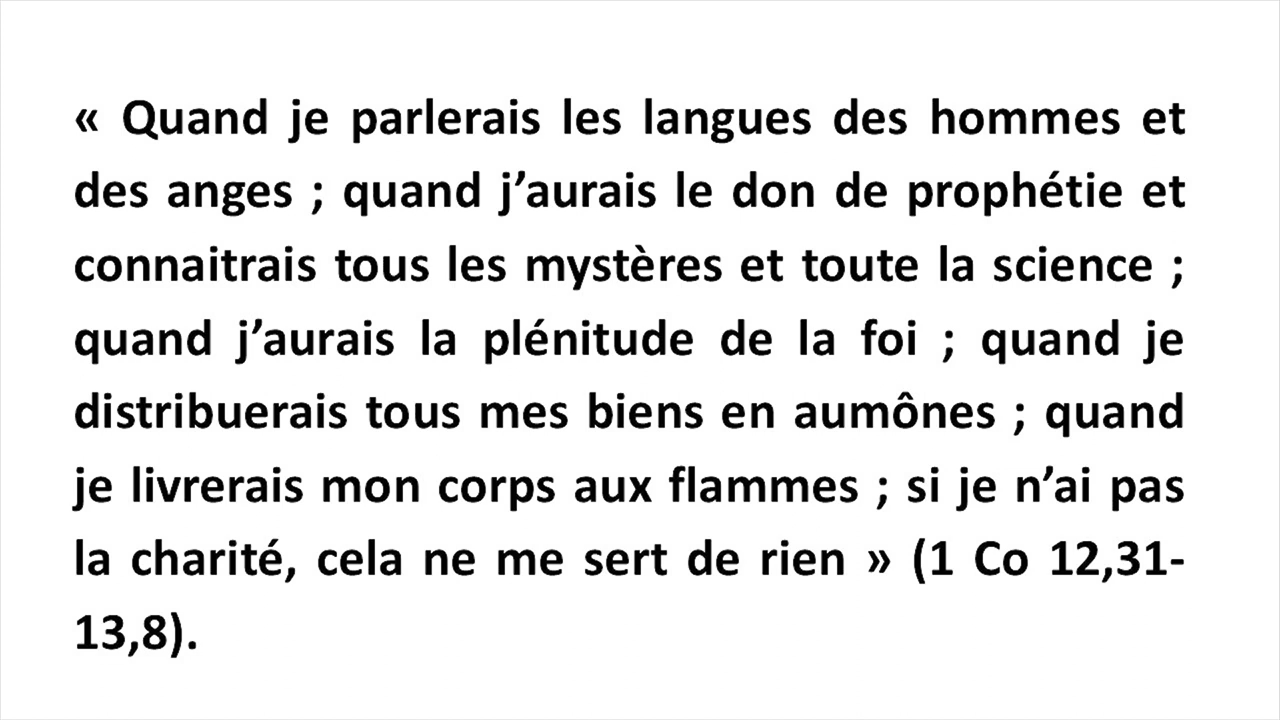 « Quand je parlerais les langues des hommes et
des anges ; quand j’aurais le don de prophétie et
connaitrais tous les mystères et toute la science ;
quand j’aurais la plénitude de la foi ; quand je
distribuerais tous mes biens en aumônes ; quand
je livrerais mon corps aux flammes ; si je n’ai pas
la charité, cela ne me sert de rien » (1 Co 12,31-
13,8).